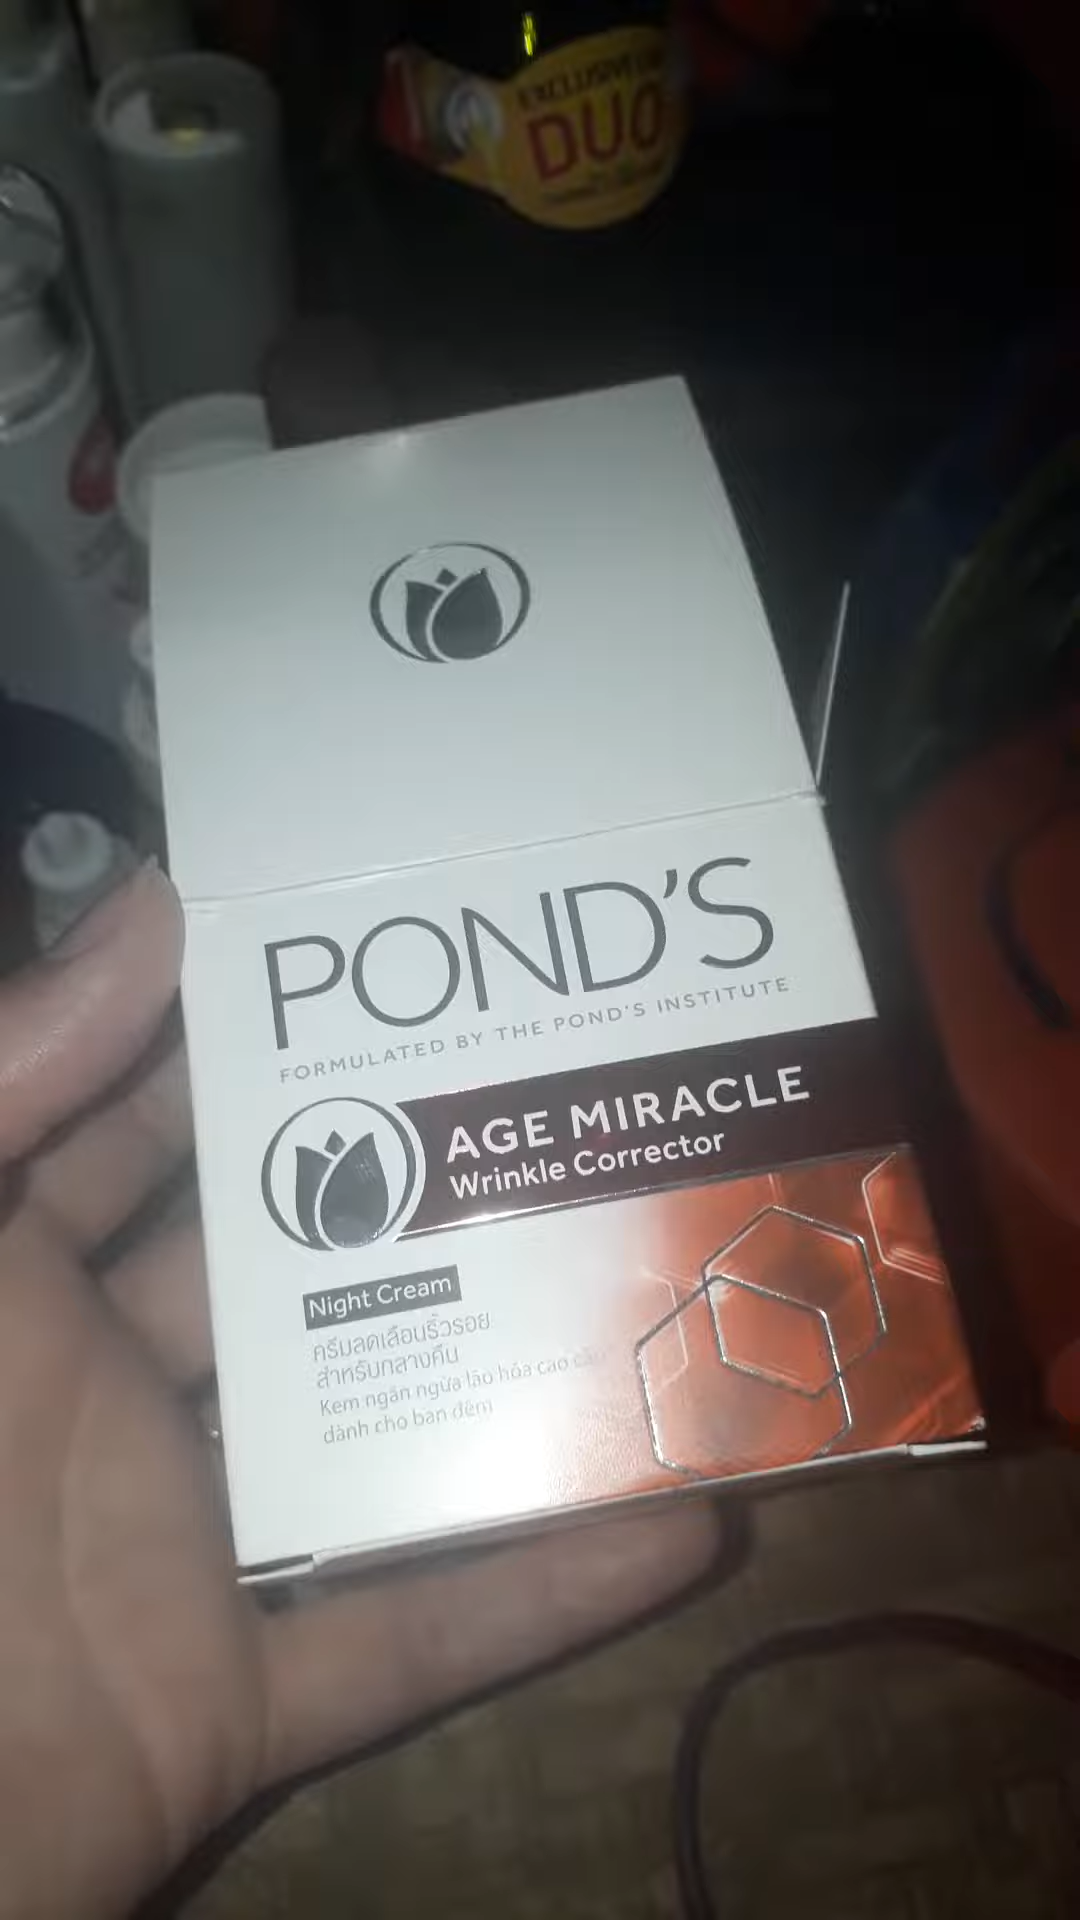 EXCLUSIVE
DUO
POND'S
FORMULATED BY THE POND'S INSTITUTE
AGE MIRACLE
Wrinkle Corrector
Night Cream
ครีมลดเลือนริ้วรอย
สำหรับกลางคืน
Kem ngăn ngừa lão hóa cao cấp
dành cho ban đêm